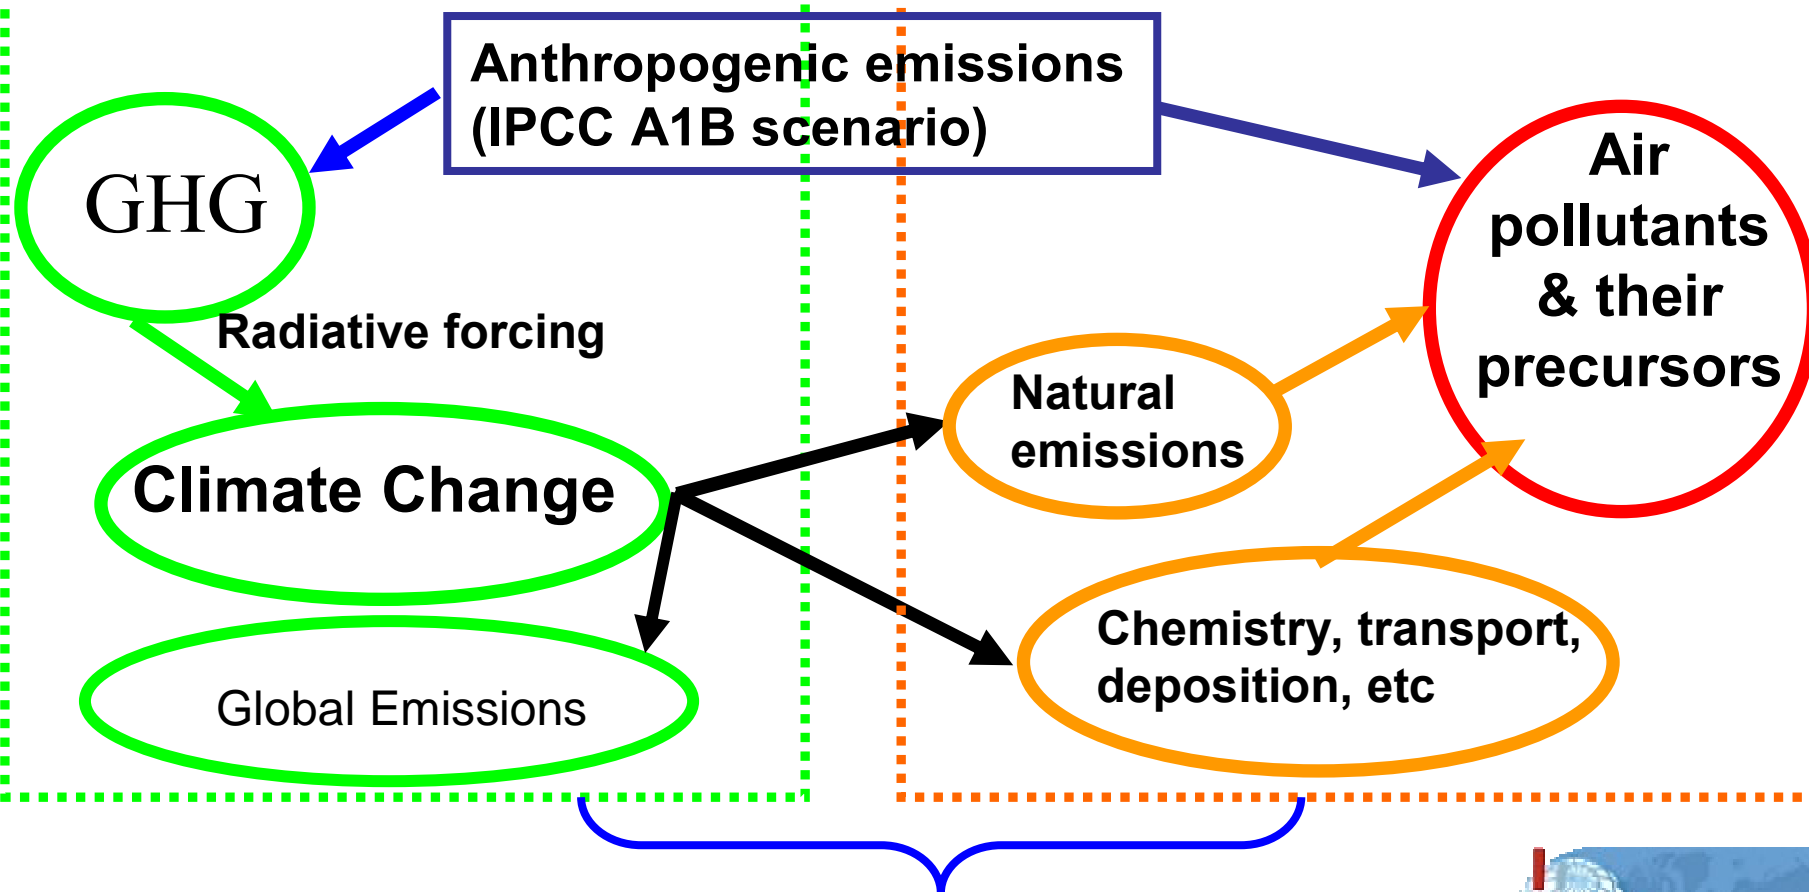 Anthropogenic emissions
(IPCC A1B scenario)
GHG
Air
pollutants
& their
precursors
Radiative forcing
Natural
emissions
Climate Change
Chemistry, transport,
deposition, etc
Global Emissions